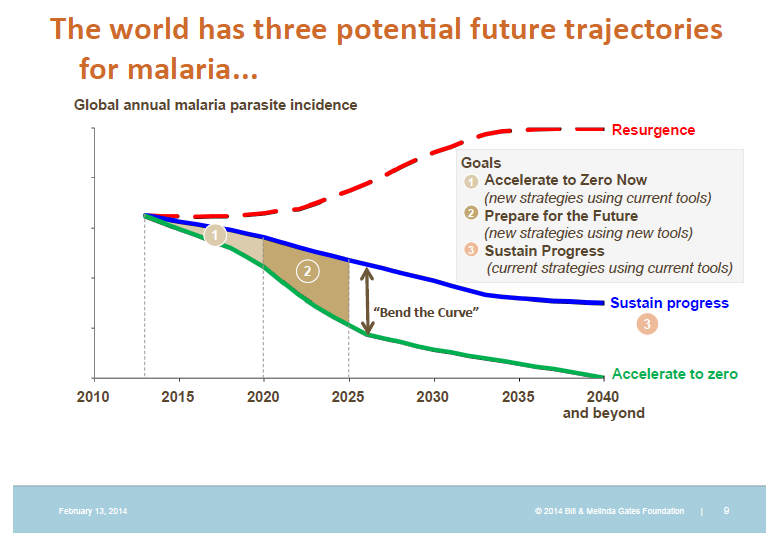 The world has three potential future trajectories
for malaria...
Global annual malaria parasite incidence
Resurgence
Goals
1 Accelerate to Zero Now
(new strategies using current tools)
2 Prepare for the Future
(new strategies using new tools)
3 Sustain Progress
(current strategies using current tools)
1
2
"Bend the Curve"
Sustain progress
3
Accelerate to zero
2010 2015 2020 2025 2030 2035 2040
and beyond
February 13, 2014 © 2014 Bill & Melinda Gates Foundation | 9